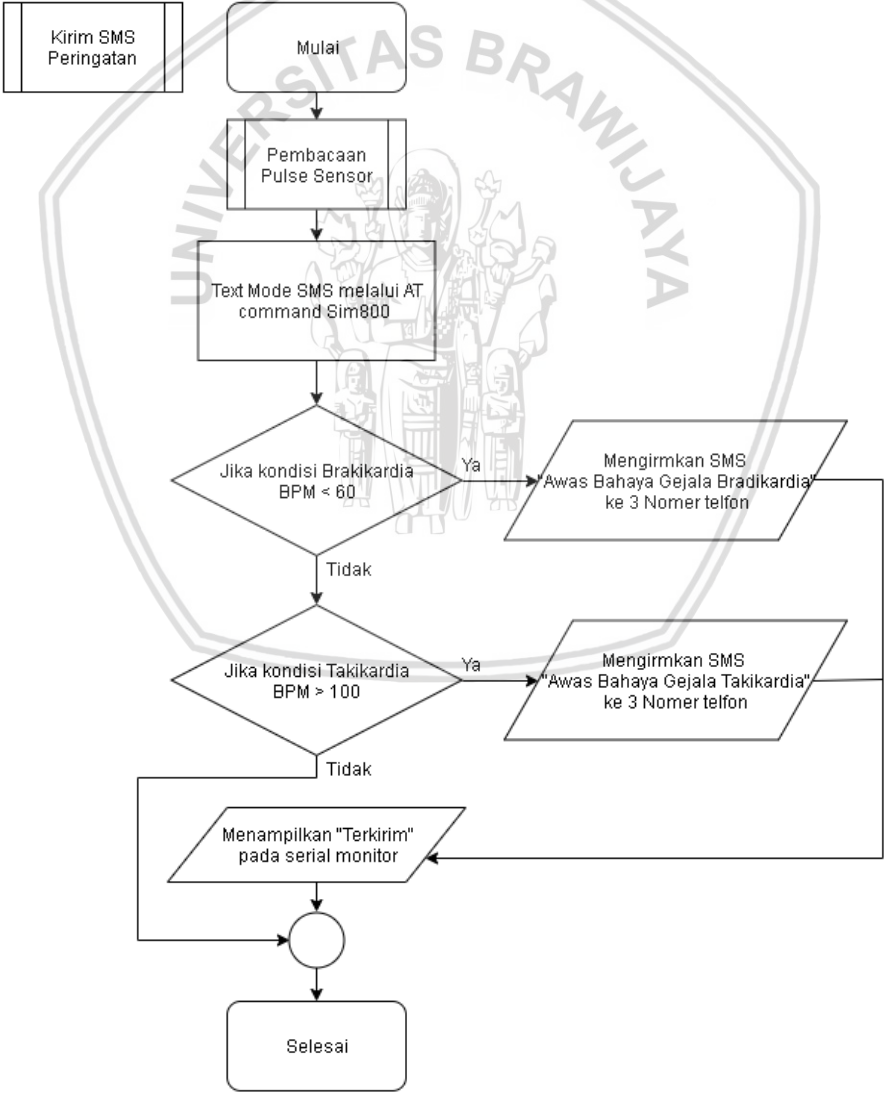 Kirim SMS
Peringatan
Mulai
UNIVERSITAS BRAWIJAYA
Pembacaan
Pulse Sensor
Text Mode SMS melalui AT
command Sim800
Jika kondisi Brakikardia
BPM < 60
Ya
Mengirmkan SMS
"Awas Bahaya Gejala Bradikardia"
ke 3 Nomer telfon
Tidak
Jika kondisi Takikardia
BPM > 100
Ya
Mengirmkan SMS
"Awas Bahaya Gejala Takikardia"
ke 3 Nomer telfon
Tidak
Menampilkan "Terkirim"
pada serial monitor
Selesai